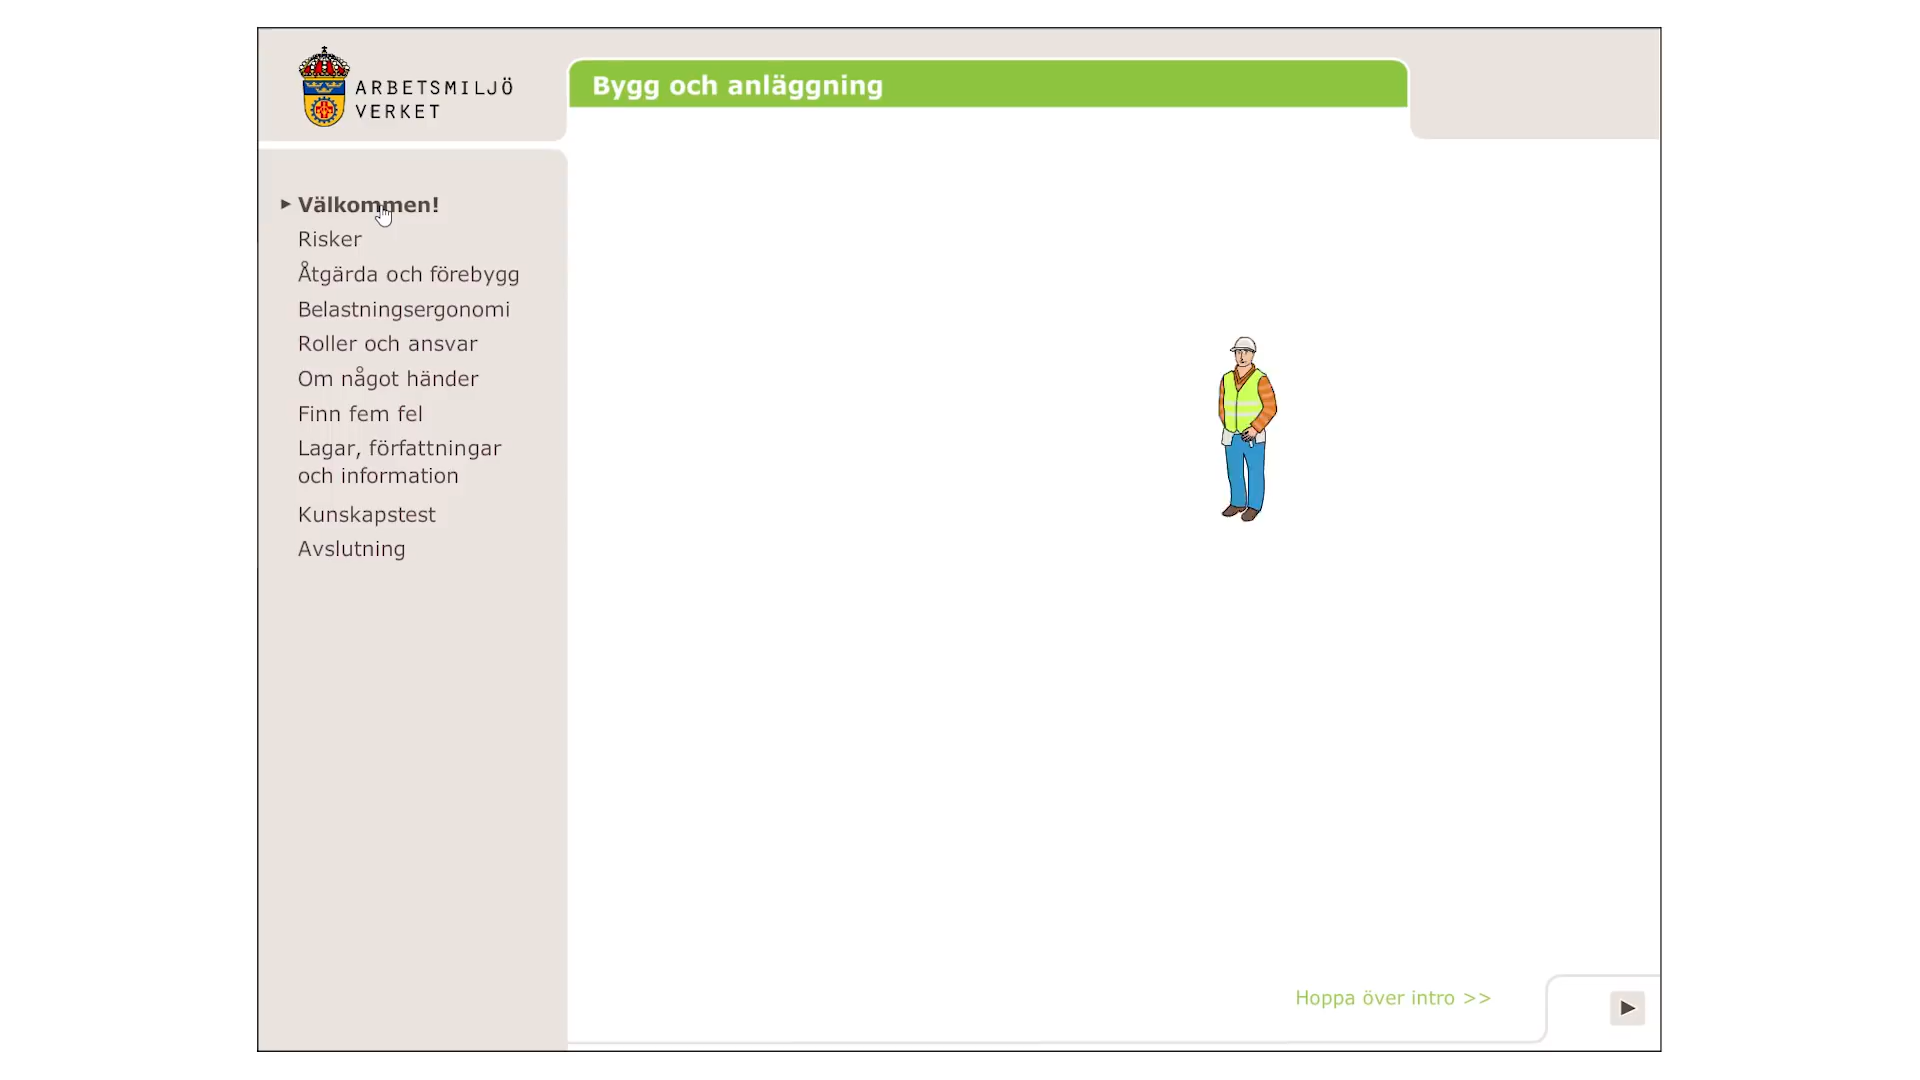 ARBETSMILJÖ
VERKET
Bygg och anläggning
Välkommen!
Risker
Åtgärda och förebygg
Belastningsergonomi
Roller och ansvar
Om något händer
Finn fem fel
Lagar, författningar
och information
Kunskapstest
Avslutning
Hoppa över intro >>